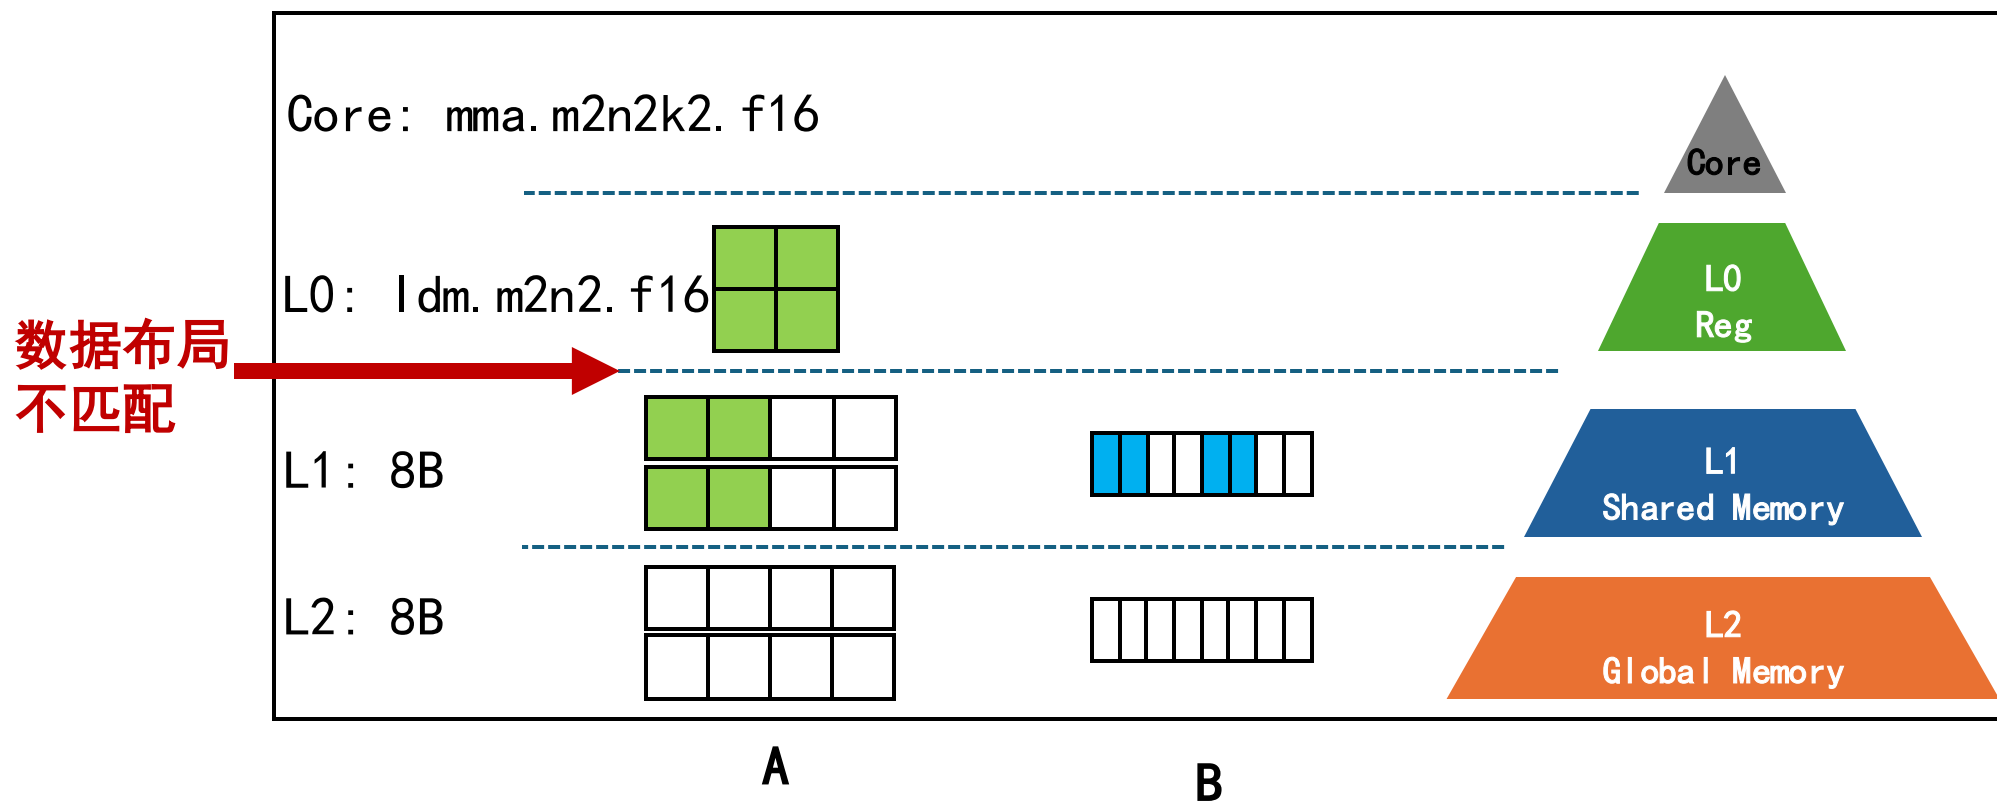 Core: mma.m2n2k2.f16
Core
L0: ldm.m2n2.f16
L0
Reg
数据布局
不匹配
L1: 8B
L1
Shared Memory
L2: 8B
L2
Global Memory
A
B